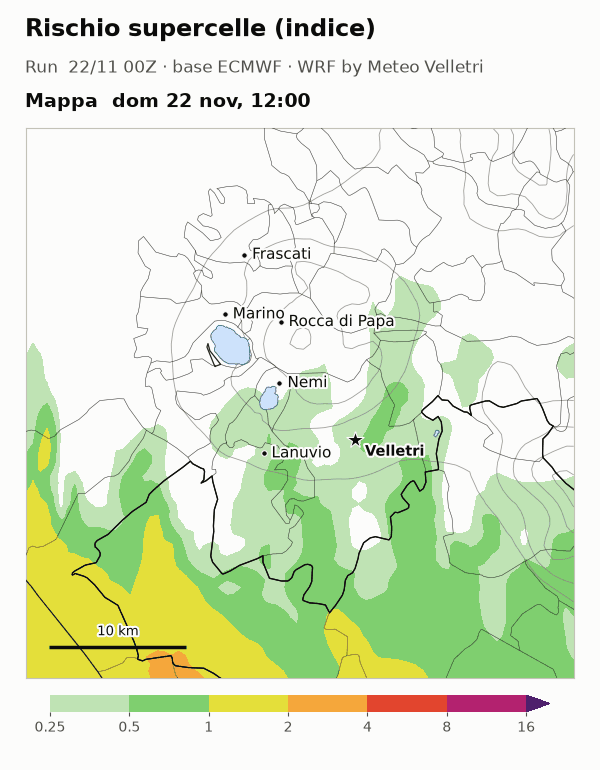 Rischio supercelle (indice)
Run  22/11 00Z · base ECMWF · WRF by Meteo Velletri
Mappa  dom 22 nov, 12:00
Frascati
Marino
Rocca di Papa
Nemi
Velletri
Lanuvio
10 km
0.25 0.5 1 2 4 8 16